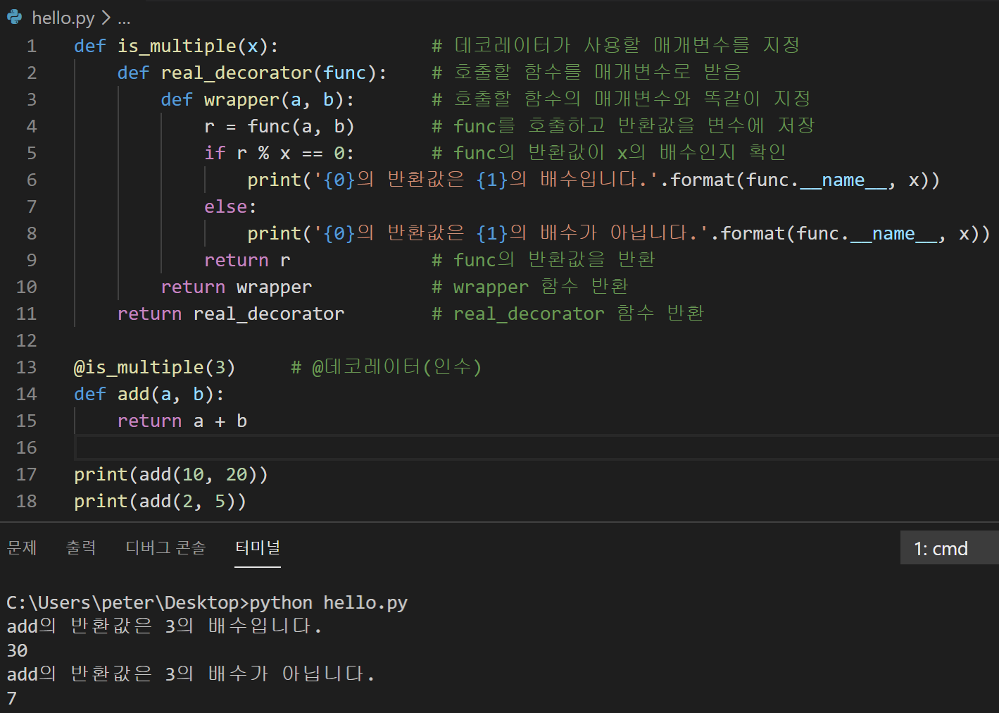 hello.py > ...
1 def is_multiple(x):              # 데코레이터가 사용할 매개변수를 지정
2     def real_decorator(func):    # 호출할 함수를 매개변수로 받음
3         def wrapper(a, b):       # 호출할 함수의 매개변수와 똑같이 지정
4             r = func(a, b)       # func를 호출하고 반환값을 변수에 저장
5             if r % x == 0:       # func의 반환값이 x의 배수인지 확인
6                 print('{0}의 반환값은 {1}의 배수입니다.'.format(func.__name__, x))
7             else:
8                 print('{0}의 반환값은 {1}의 배수가 아닙니다.'.format(func.__name__, x))
9             return r             # func의 반환값을 반환
10         return wrapper           # wrapper 함수 반환
11     return real_decorator        # real_decorator 함수 반환
12
13 @is_multiple(3)     # @데코레이터(인수)
14 def add(a, b):
15     return a + b
16
17 print(add(10, 20))
18 print(add(2, 5))
문제 출력 디버그 콘솔 터미널 1: cmd
C:\Users\peter\Desktop>python hello.py
add의 반환값은 3의 배수입니다.
30
add의 반환값은 3의 배수가 아닙니다.
7